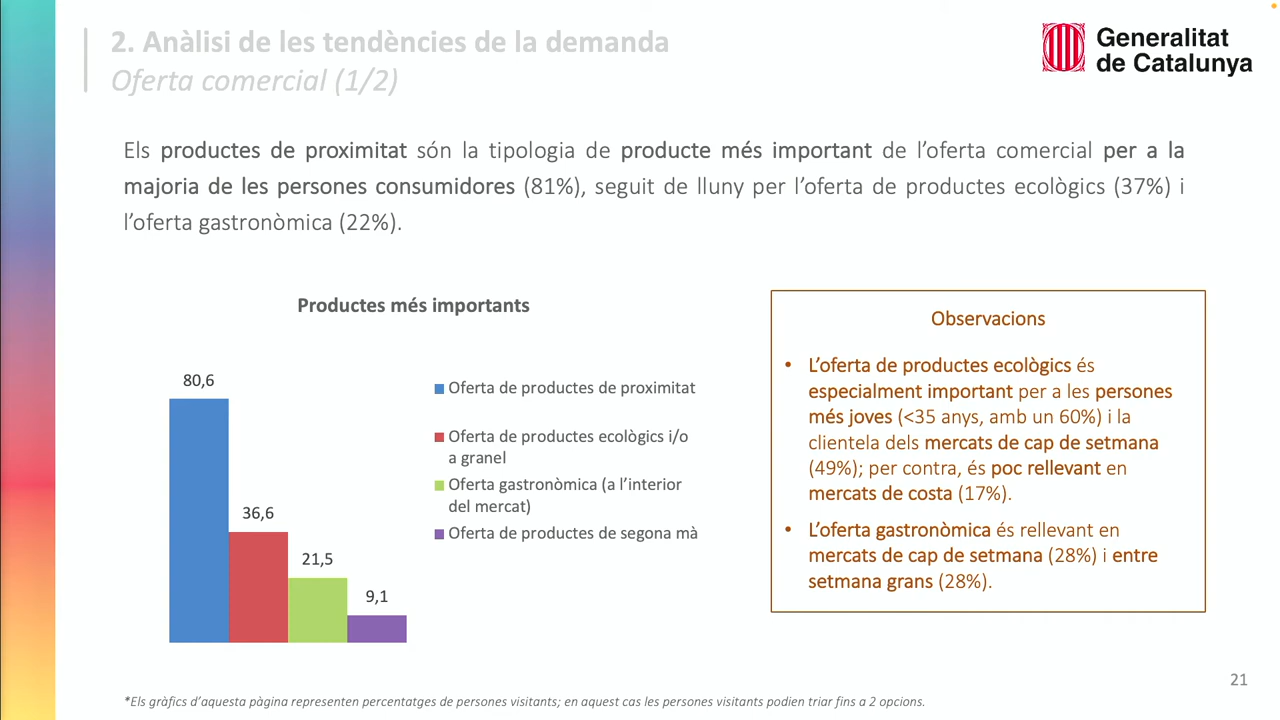 2. Anàlisi de les tendències de la demanda
Oferta comercial (1/2)
Generalitat
de Catalunya
Els productes de proximitat són la tipologia de producte més important de l'oferta comercial per a la
majoria de les persones consumidores (81%), seguit de lluny per l'oferta de productes ecològics (37%) i
l'oferta gastronòmica (22%).
Productes més importants
80,6
36,6
21,5
9,1
Oferta de productes de proximitat
Oferta de productes ecològics i/o
a granel
Oferta gastronòmica (a l'interior
del mercat)
Oferta de productes de segona mà
Observacions
• L'oferta de productes ecològics és
especialment important per a les persones
més joves (<35 anys, amb un 60%) i la
clientela dels mercats de cap de setmana
(49%); per contra, és poc rellevant en
mercats de costa (17%).
• L'oferta gastronòmica és rellevant en
mercats de cap de setmana (28%) i entre
setmana grans (28%).
21
*Els gràfics d'aquesta pàgina representen percentatges de persones visitants; en aquest cas les persones visitants podien triar fins a 2 opcions.